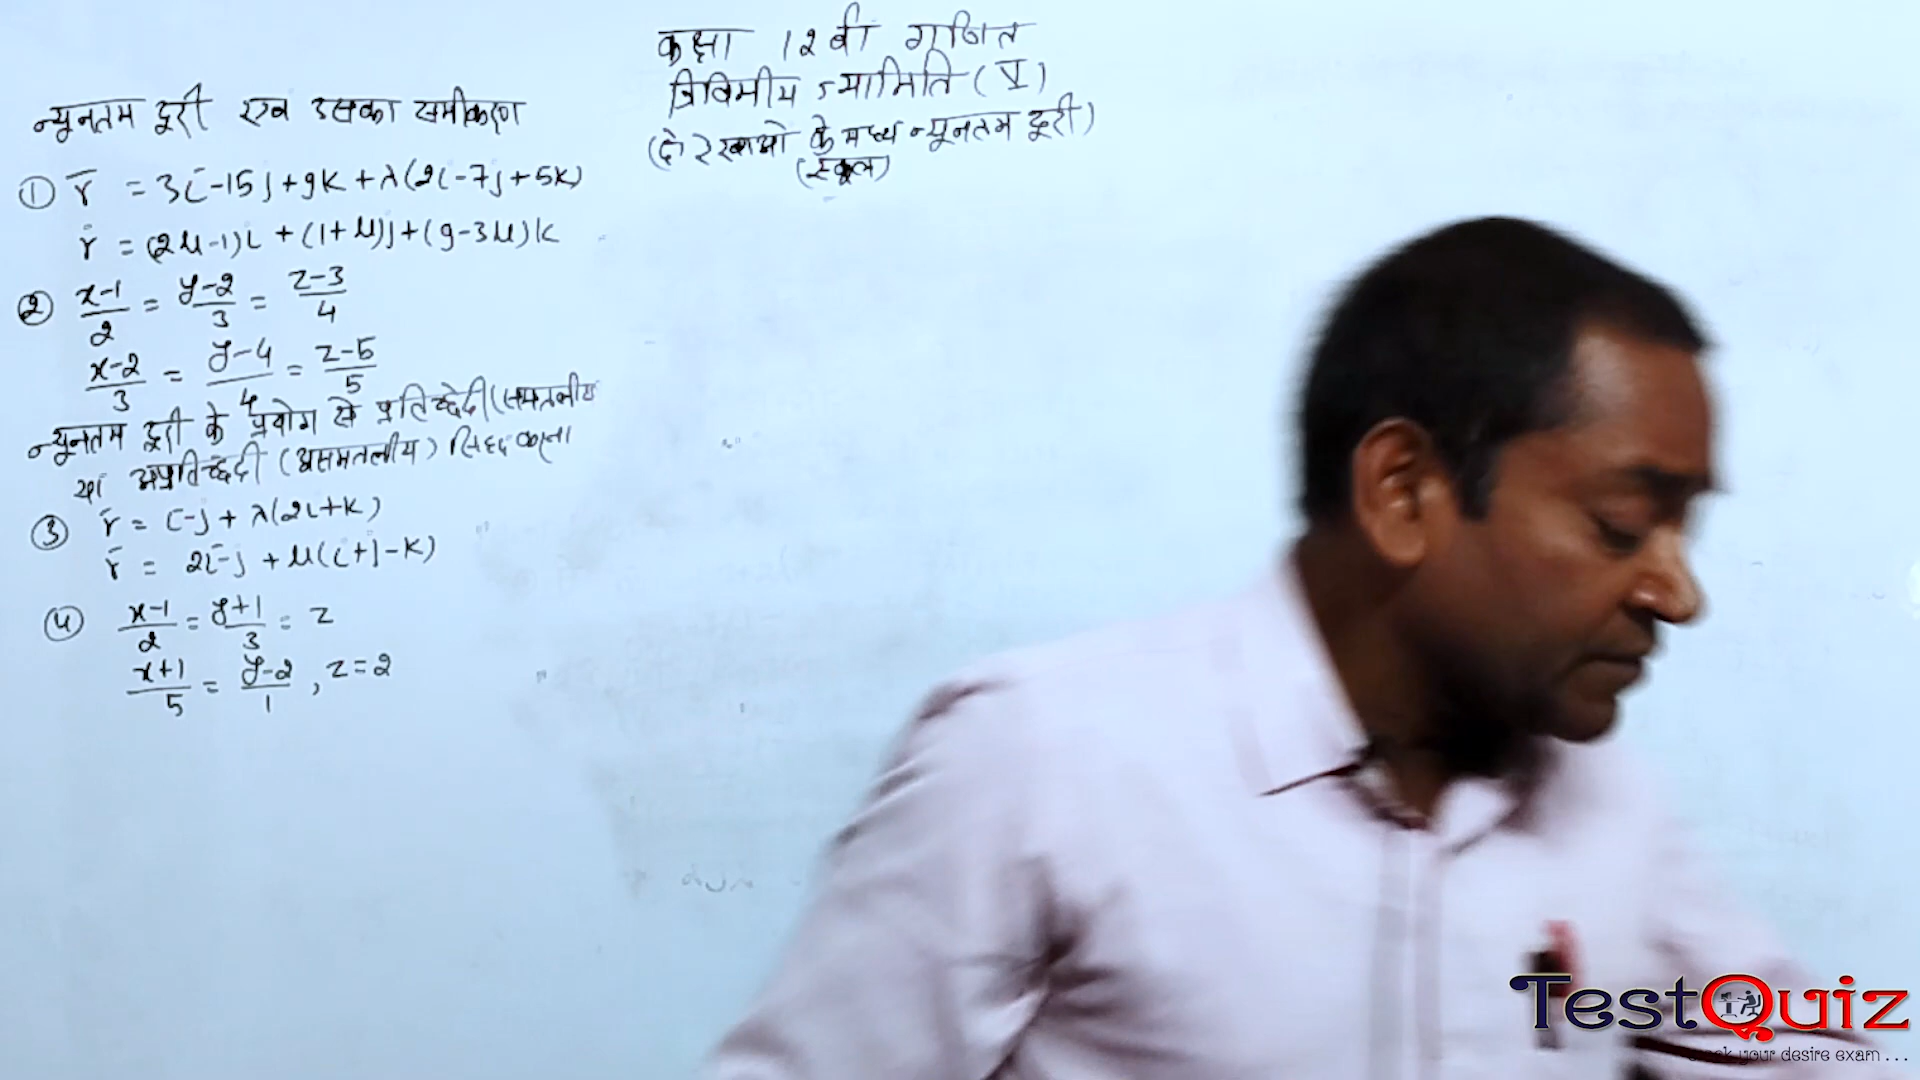 कक्षा 12वी गणित
त्रिविमीय ज्यामिति (V)
(दो रेखाओ के मध्य न्यूनतम दूरी)
न्यूनतम दूरी एवं उसका समीकरण
① r̄ = 3i-15j+9k+λ(2i-7j+5k)
r̄ = (2μ-1)i+(1+μ)j+(9-3μ)k
② x-1/2 = y-2/3 = z-3/4
x-2/3 = y-4/4 = z-5/5
न्यूनतम दूरी के प्रयोग से प्रतिच्छेदी (समतलीय
या अप्रतिच्छेदी (असमतलीय) सिद्ध करना
③ r̄ = i-j+λ(2i+k)
r̄ = 2i-j+μ(i+j-k)
④ x-1/2 = y+1/3 = z
x+1/5 = y-2/1, z=2
TestQuiz
your desire exam...